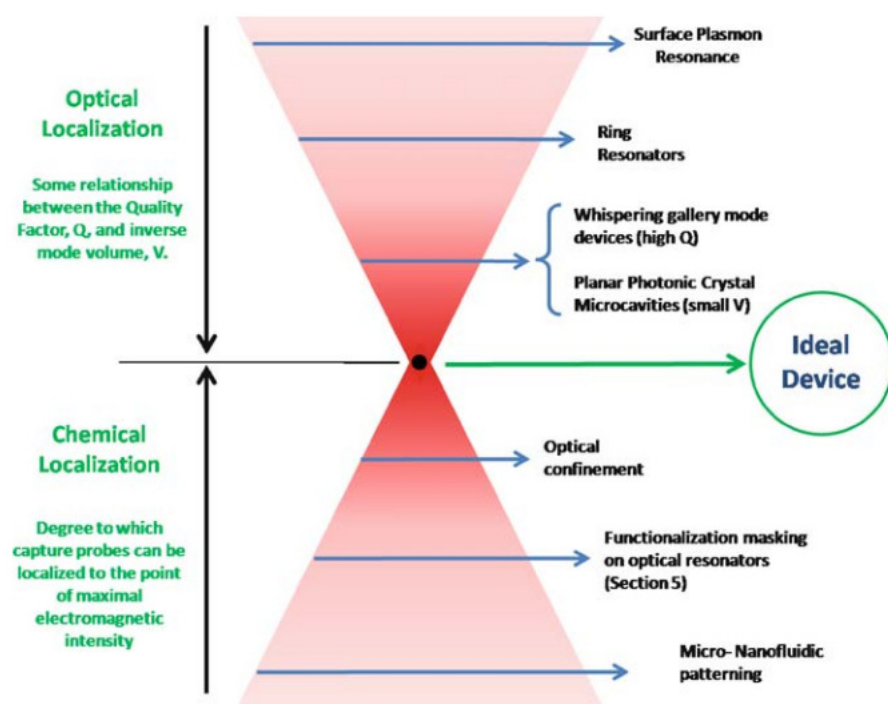 Surface Plasmon
Resonance
Optical
Localization
Ring
Resonators
Some relationship
between the Quality
Factor, Q, and inverse
mode volume, V.
Whispering gallery mode
devices (high Q)
Planar Photonic Crystal
Microcavities (small V)
Ideal
Device
Chemical
Localization
Optical
confinement
Degree to which
capture probes can be
localized to the point
of maximal
electromagnetic
intensity
Functionalization masking
on optical resonators
(Section 5)
Micro- Nanofluidic
patterning